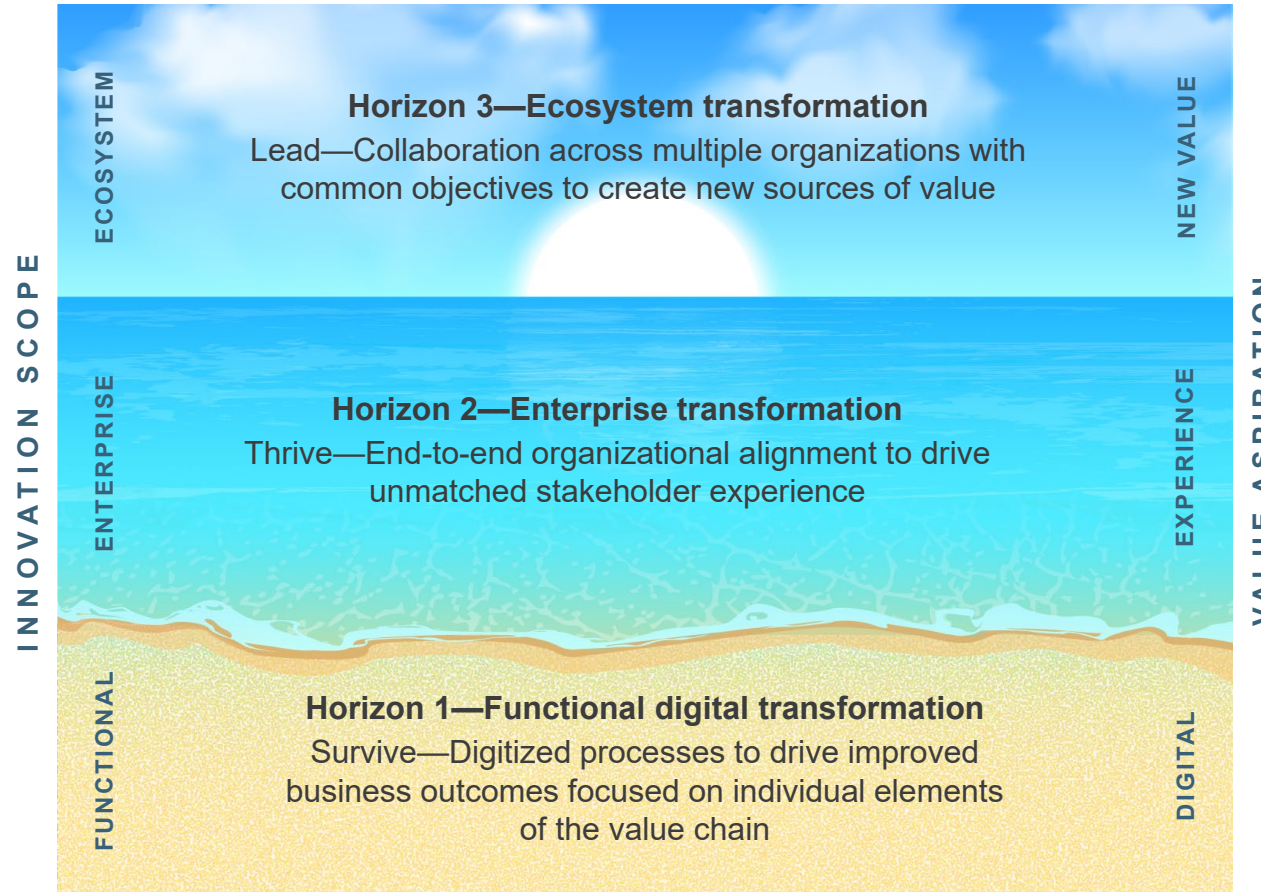 INNOVATION SCOPE
ECOSYSTEM
Horizon 3—Ecosystem transformation
Lead—Collaboration across multiple organizations with
common objectives to create new sources of value
NEW VALUE
ENTERPRISE
Horizon 2—Enterprise transformation
Thrive—End-to-end organizational alignment to drive
unmatched stakeholder experience
EXPERIENCE
FUNCTIONAL
Horizon 1—Functional digital transformation
Survive—Digitized processes to drive improved
business outcomes focused on individual elements
of the value chain
DIGITAL
VALUE ASPIRATION